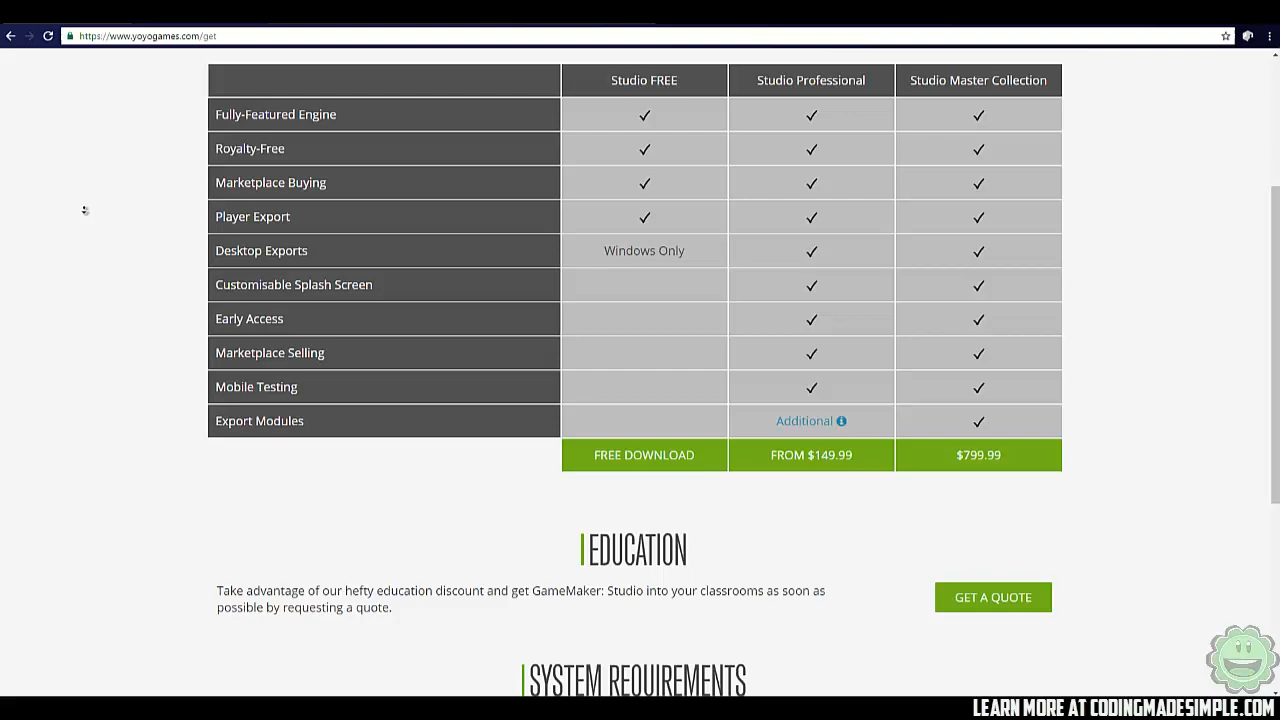 https://www.yoyogames.com/get
Studio FREE Studio Professional Studio Master Collection
Fully-Featured Engine ✓ ✓ ✓
Royalty-Free ✓ ✓ ✓
Marketplace Buying ✓ ✓ ✓
Player Export ✓ ✓ ✓
Desktop Exports Windows Only ✓ ✓
Customisable Splash Screen ✓ ✓
Early Access ✓ ✓
Marketplace Selling ✓ ✓
Mobile Testing ✓ ✓
Export Modules Additional ✓
FREE DOWNLOAD FROM $149.99 $799.99
EDUCATION
Take advantage of our hefty education discount and get GameMaker: Studio into your classrooms as soon as
possible by requesting a quote.
GET A QUOTE
SYSTEM REQUIREMENTS
LEARN MORE AT CODINGMADESIMPLE.COM